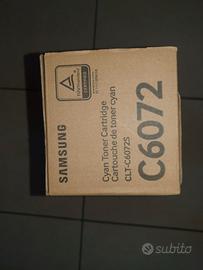 SAMSUNG
Cyan Toner Cartridge
Cartouche de toner cyan
CLT-C6072S
C6072
subito